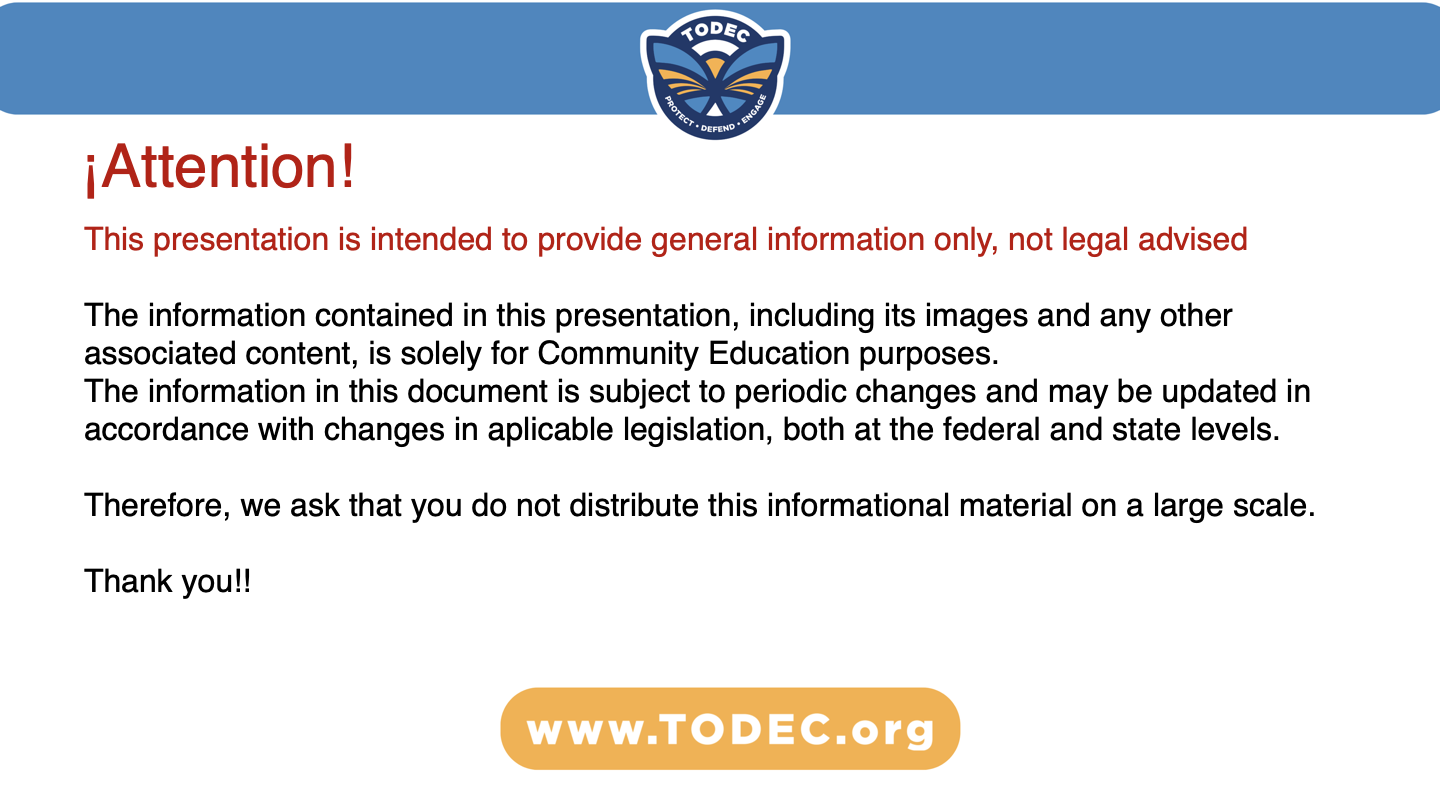 TODEC
PROTECT • DEFEND • ENGAGE
¡Attention!
This presentation is intended to provide general information only, not legal advised
The information contained in this presentation, including its images and any other
associated content, is solely for Community Education purposes.
The information in this document is subject to periodic changes and may be updated in
accordance with changes in aplicable legislation, both at the federal and state levels.
Therefore, we ask that you do not distribute this informational material on a large scale.
Thank you!!
www.TODEC.org